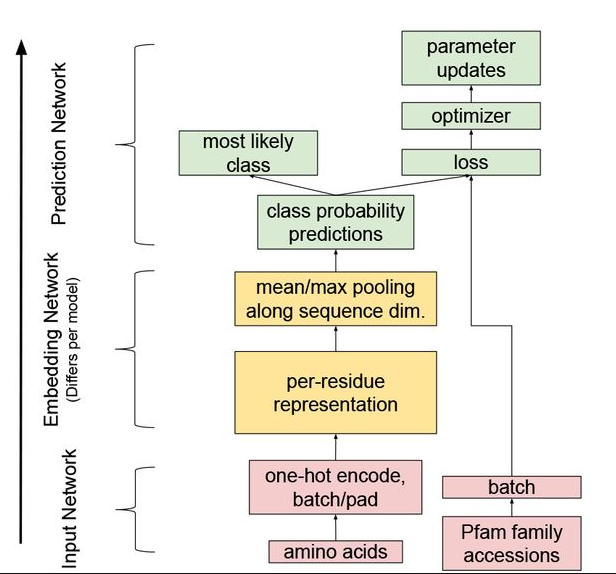 parameter
updates
optimizer
most likely
class
loss
class probability
predictions
Prediction Network
mean/max pooling
along sequence dim.
per-residue
representation
Embedding Network
(Differs per model)
one-hot encode,
batch/pad
batch
Pfam family
accessions
amino acids
Input Network